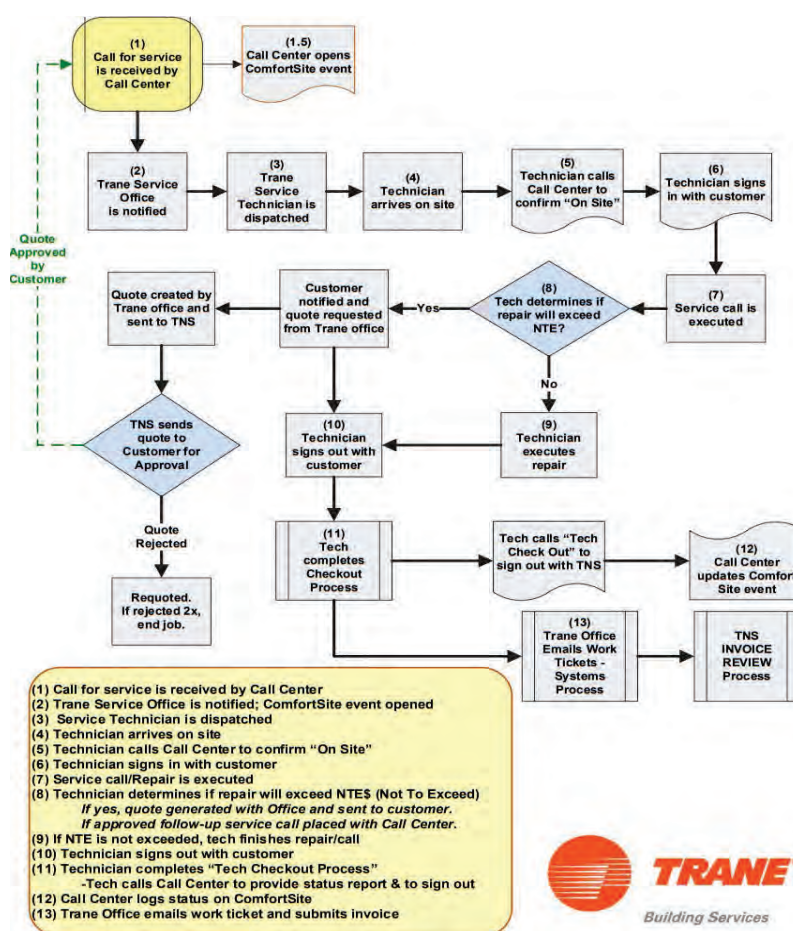 (1)
Call for service
is received by
Call Center
(1.5)
Call Center opens
ComfortSite event
(2)
Trane Service
Office
is notified
(3)
Trane
Service
Technician is
dispatched
(4)
Technician
arrives on site
(5)
Technician calls
Call Center to
confirm “On Site”
(6)
Technician signs
in with customer
Quote
Approved
by
Customer
Quote created by
Trane office and
sent to TNS
Customer
notified and
quote requested
from Trane office
Yes
(8)
Tech determines if
repair will exceed
NTE?
(7)
Service call is
executed
No
TNS sends
quote to
Customer for
Approval
(10)
Technician
signs out with
customer
(9)
Technician
executes
repair
Quote
Rejected
(11)
Tech
completes
Checkout
Process
Tech calls “Tech
Check Out” to
sign out with TNS
(12)
Call Center
updates Comfort
Site event
Requoted.
If rejected 2x,
end job.
(13)
Trane Office
Emails Work
Tickets -
Systems
Process
TNS
INVOICE
REVIEW
Process
(1) Call for service is received by Call Center
(2) Trane Service Office is notified; ComfortSite event opened
(3) Service Technician is dispatched
(4) Technician arrives on site
(5) Technician calls Call Center to confirm “On Site”
(6) Technician signs in with customer
(7) Service call/Repair is executed
(8) Technician determines if repair will exceed NTE$ (Not To Exceed)
If yes, quote generated with Office and sent to customer.
If approved follow-up service call placed with Call Center.
(9) If NTE is not exceeded, tech finishes repair/call
(10) Technician signs out with customer
(11) Technician completes “Tech Checkout Process”
-Tech calls Call Center to provide status report & to sign out
(12) Call Center logs status on ComfortSite
(13) Trane Office emails work ticket and submits invoice
TRANE
Building Services